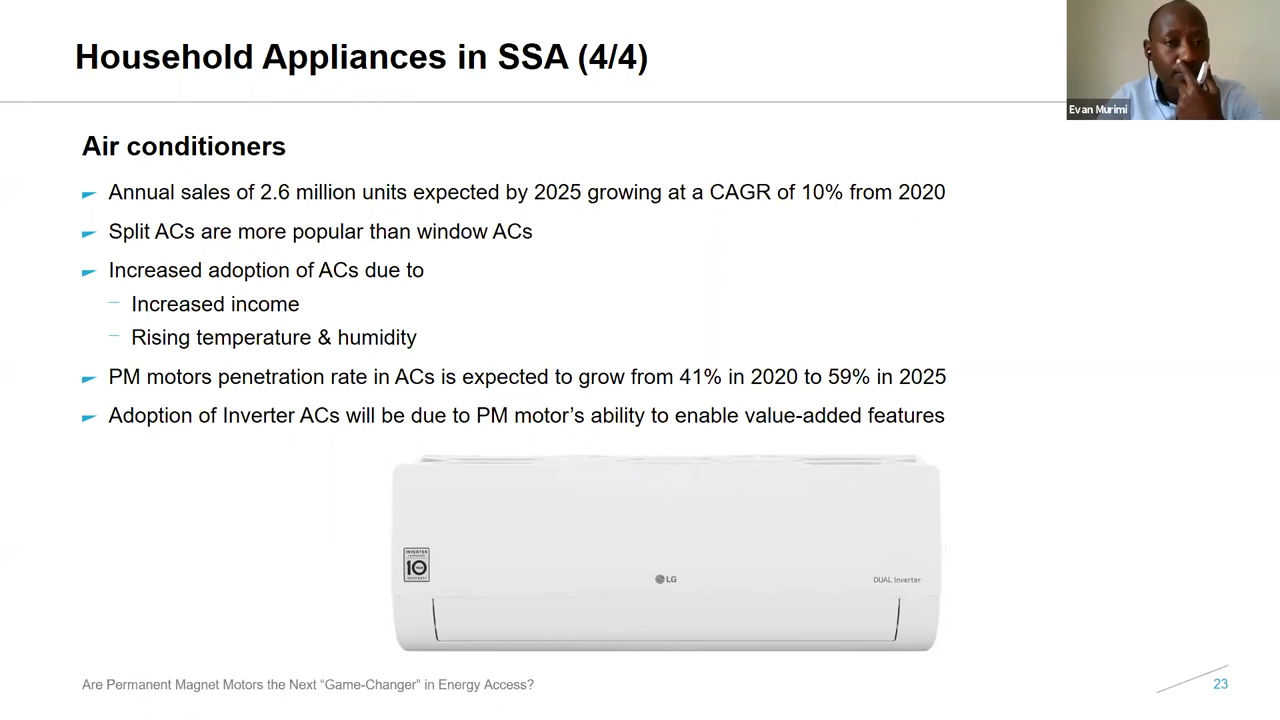 Household Appliances in SSA (4/4)
Evan Murimi
Air conditioners
Annual sales of 2.6 million units expected by 2025 growing at a CAGR of 10% from 2020
Split ACs are more popular than window ACs
Increased adoption of ACs due to
Increased income
Rising temperature & humidity
PM motors penetration rate in ACs is expected to grow from 41% in 2020 to 59% in 2025
Adoption of Inverter ACs will be due to PM motor’s ability to enable value-added features
INVERTER
10
LG
DUAL Inverter
Are Permanent Magnet Motors the Next “Game-Changer” in Energy Access?
23